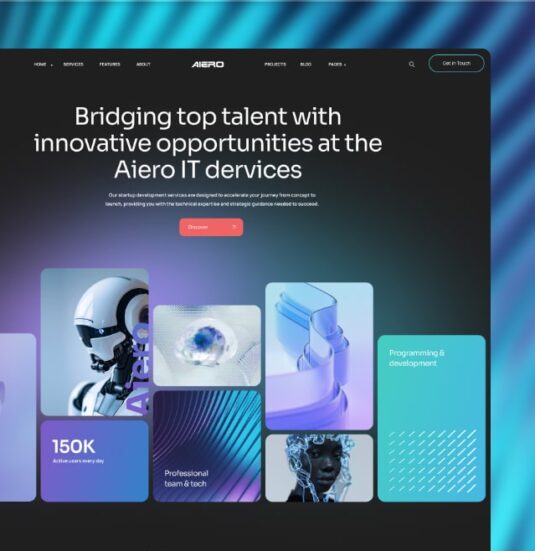 HOME
SERVICES
FEATURES
ABOUT
AIERO
PROJECTS
BLOG
PAGES
Get in Touch
Bridging top talent with
innovative opportunities at the
Aiero IT dervices
Our startup development services are designed to accelerate your journey from concept to
launch, providing you with the technical expertise and strategic guidance needed to succeed.
Discover
Aiero
150K
Active users every day
Professional
team & tech
Programming &
development